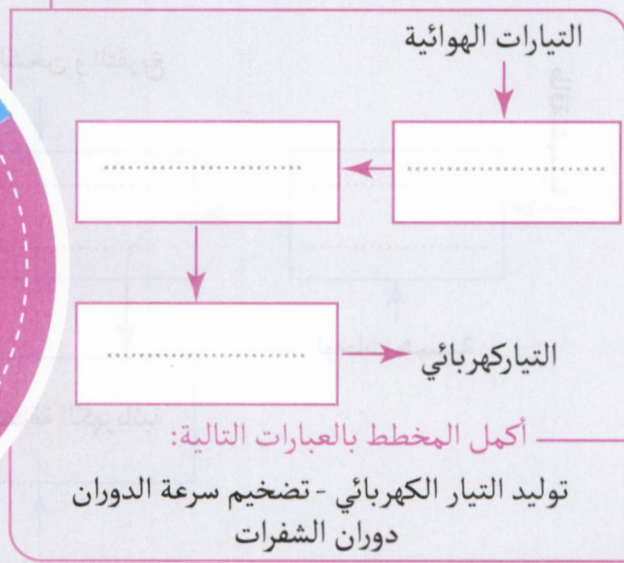 التيارات الهوائية
التياركهربائي
أكمل المخطط بالعبارات التالية:
توليد التيار الكهربائي - تضخيم سرعة الدوران
دوران الشفرات